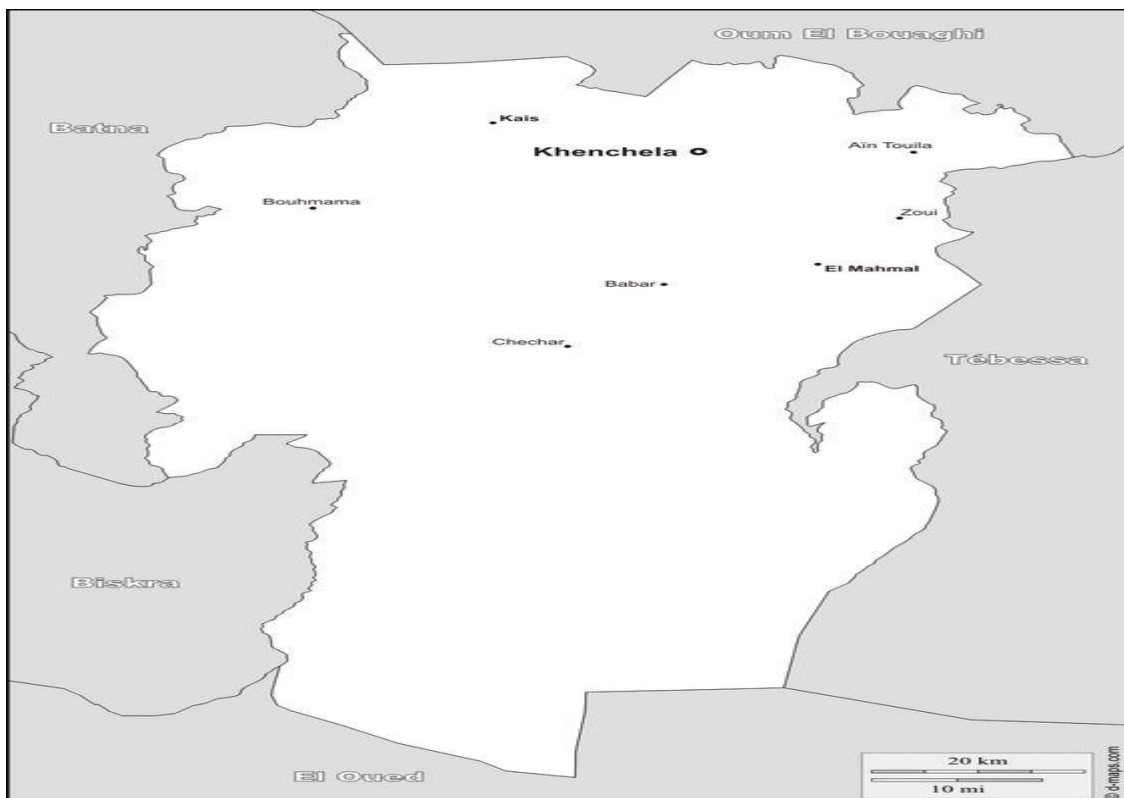 Oum El Bouaghi
Batna
Kais
Khenchela
Aïn Touila
Bouhmama
Zoui
El Mahmal
Babar
Chechar
Tébessa
Biskra
El Oued
20 km
10 mi
© d-maps.com